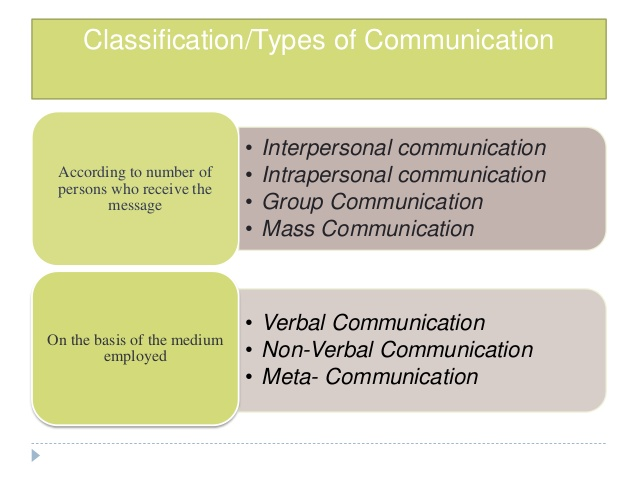 Classification/Types of Communication
According to number of
persons who receive the
message
• Interpersonal communication
• Intrapersonal communication
• Group Communication
• Mass Communication
On the basis of the medium
employed
• Verbal Communication
• Non-Verbal Communication
• Meta- Communication